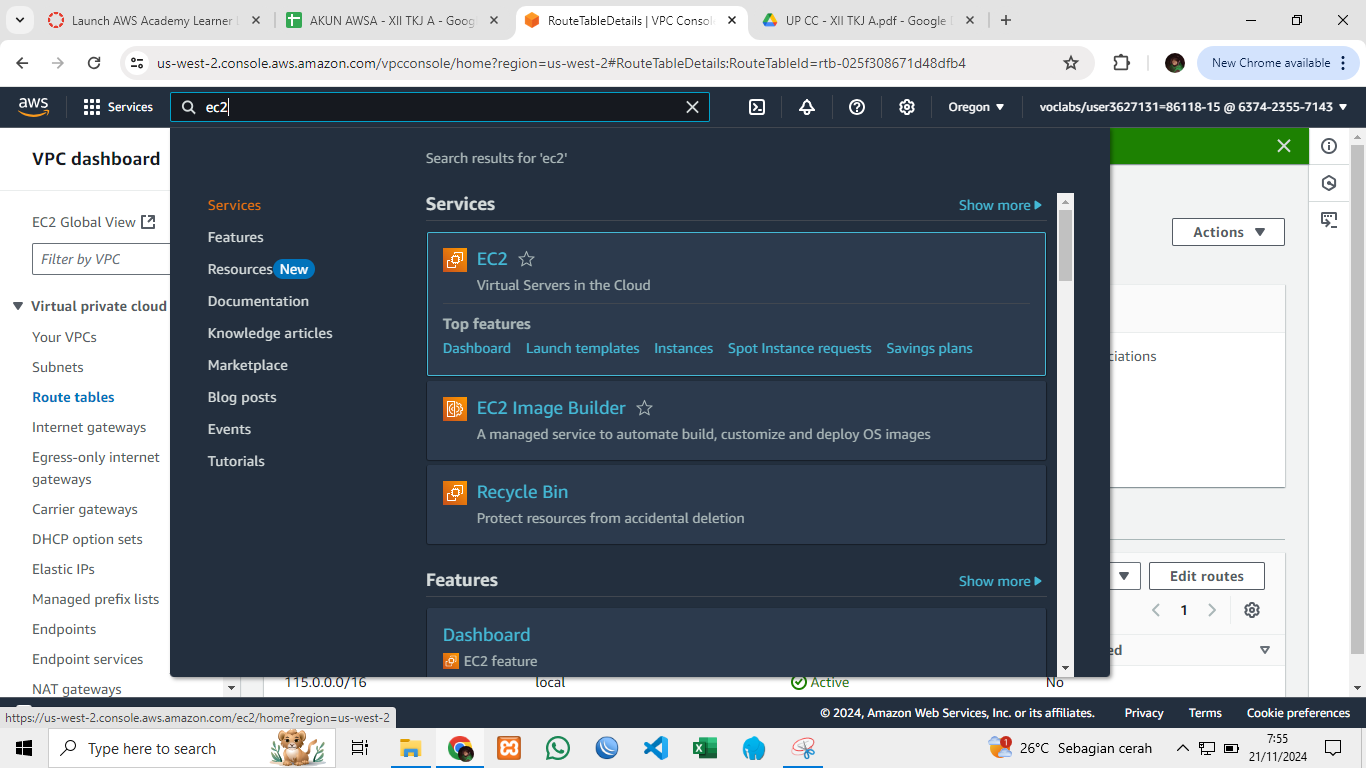 Launch AWS Academy Learner L
AKUN AWSA - XII TKJ A - Goog
RouteTableDetails | VPC Conso
UP CC - XII TKJ A.pdf - Google
us-west-2.console.aws.amazon.com/vpcconsole/home?region=us-west-2#RouteTableDetails:RouteTableId=rtb-025f308671d48dfb4
New Chrome available
aws
Services
ec2
Oregon
voclabs/user3627131=86118-15 @ 6374-2355-7143
VPC dashboard
EC2 Global View
Filter by VPC
Virtual private cloud
Your VPCs
Subnets
Route tables
Internet gateways
Egress-only internet
gateways
Carrier gateways
DHCP option sets
Elastic IPs
Managed prefix lists
Endpoints
Endpoint services
NAT gateways
Search results for 'ec2'
Services
Features
Resources New
Documentation
Knowledge articles
Marketplace
Blog posts
Events
Tutorials
Services
Show more
EC2
Virtual Servers in the Cloud
Top features
Dashboard Launch templates Instances Spot Instance requests Savings plans
EC2 Image Builder
A managed service to automate build, customize and deploy OS images
Recycle Bin
Protect resources from accidental deletion
Features
Show more
Dashboard
EC2 feature
Actions
ciations
Edit routes
1
ed
115.0.0.0/16 local Active No
https://us-west-2.console.aws.amazon.com/ec2/home?region=us-west-2
© 2024, Amazon Web Services, Inc. or its affiliates. Privacy Terms Cookie preferences
Type here to search
1
26°C Sebagian cerah
7:55
21/11/2024